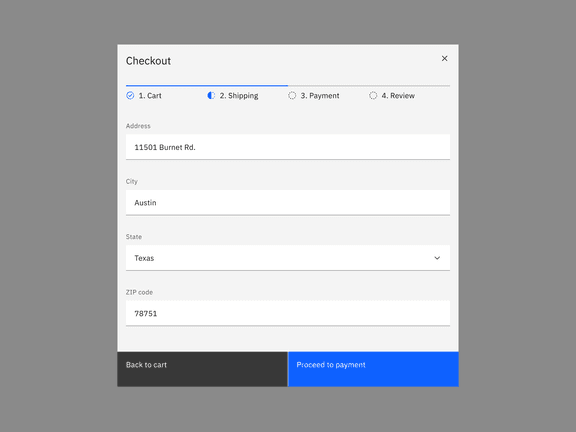 Checkout
1. Cart
2. Shipping
3. Payment
4. Review
Address
11501 Burnet Rd.
City
Austin
State
Texas
ZIP code
78751
Back to cart
Proceed to payment